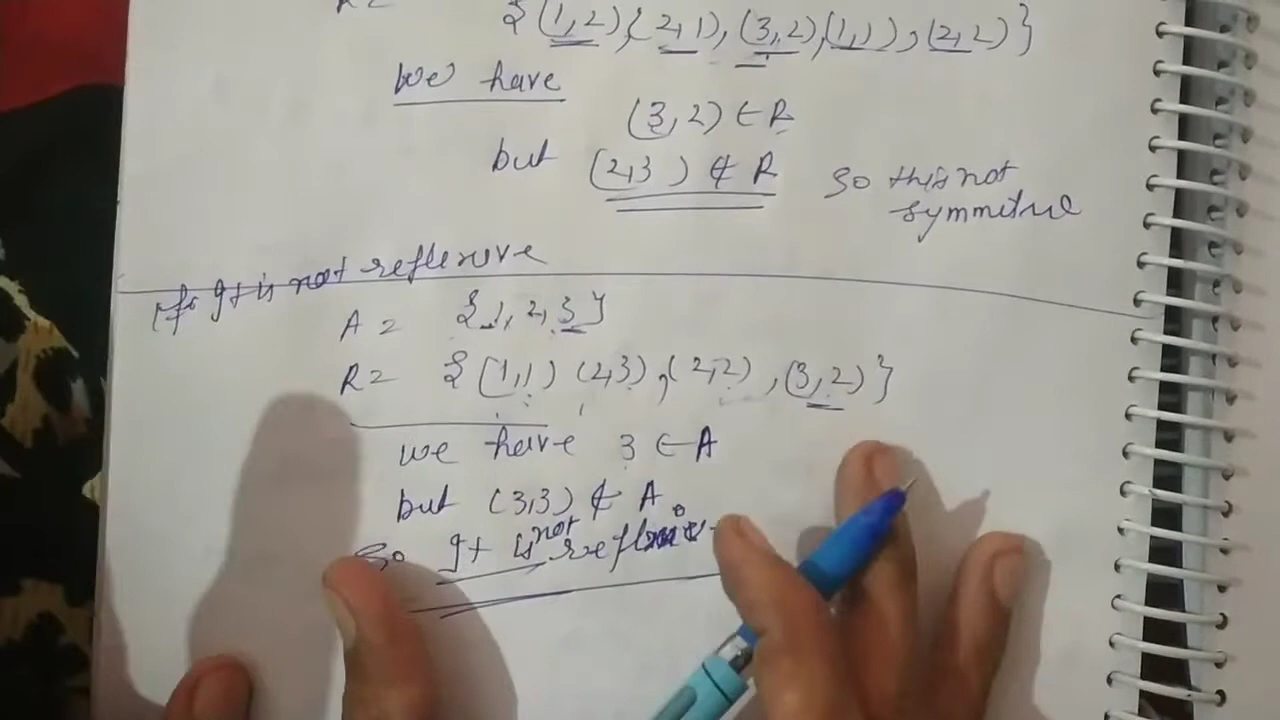 R=
{(1,2),(2,1),(3,2),(1,1),(2,2)}
We have
(3,2) ∈ R
but (2,3) ∉ R So this not
symmetric
If It is not reflexive
A = {1,2,3}
R = {(1,1) (2,3),(2,2),(3,2)}
we have 3 ∈ A
but (3,3) ∉ A.
So It is not reflexive